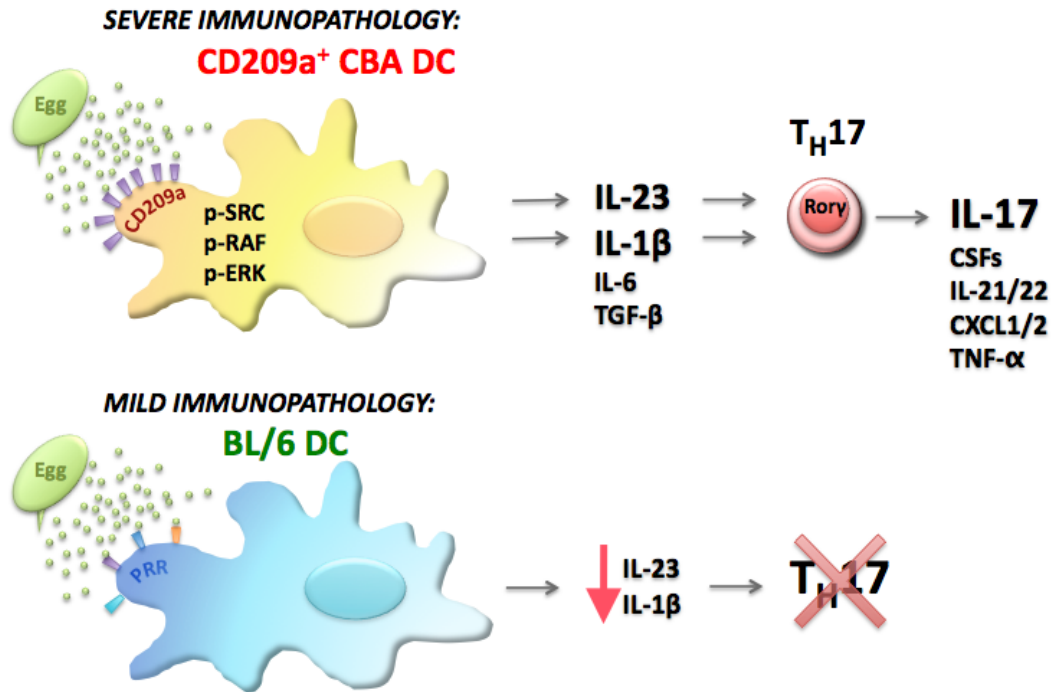 SEVERE IMMUNOPATHOLOGY:
CD209a⁺ CBA DC
Egg
CD209a
p-SRC
p-RAF
p-ERK
IL-23
IL-1β
IL-6
TGF-β
T_H17
Rorγ
IL-17
CSFs
IL-21/22
CXCL1/2
TNF-α
MILD IMMUNOPATHOLOGY:
BL/6 DC
Egg
PRR
IL-23
IL-1β
T_H17